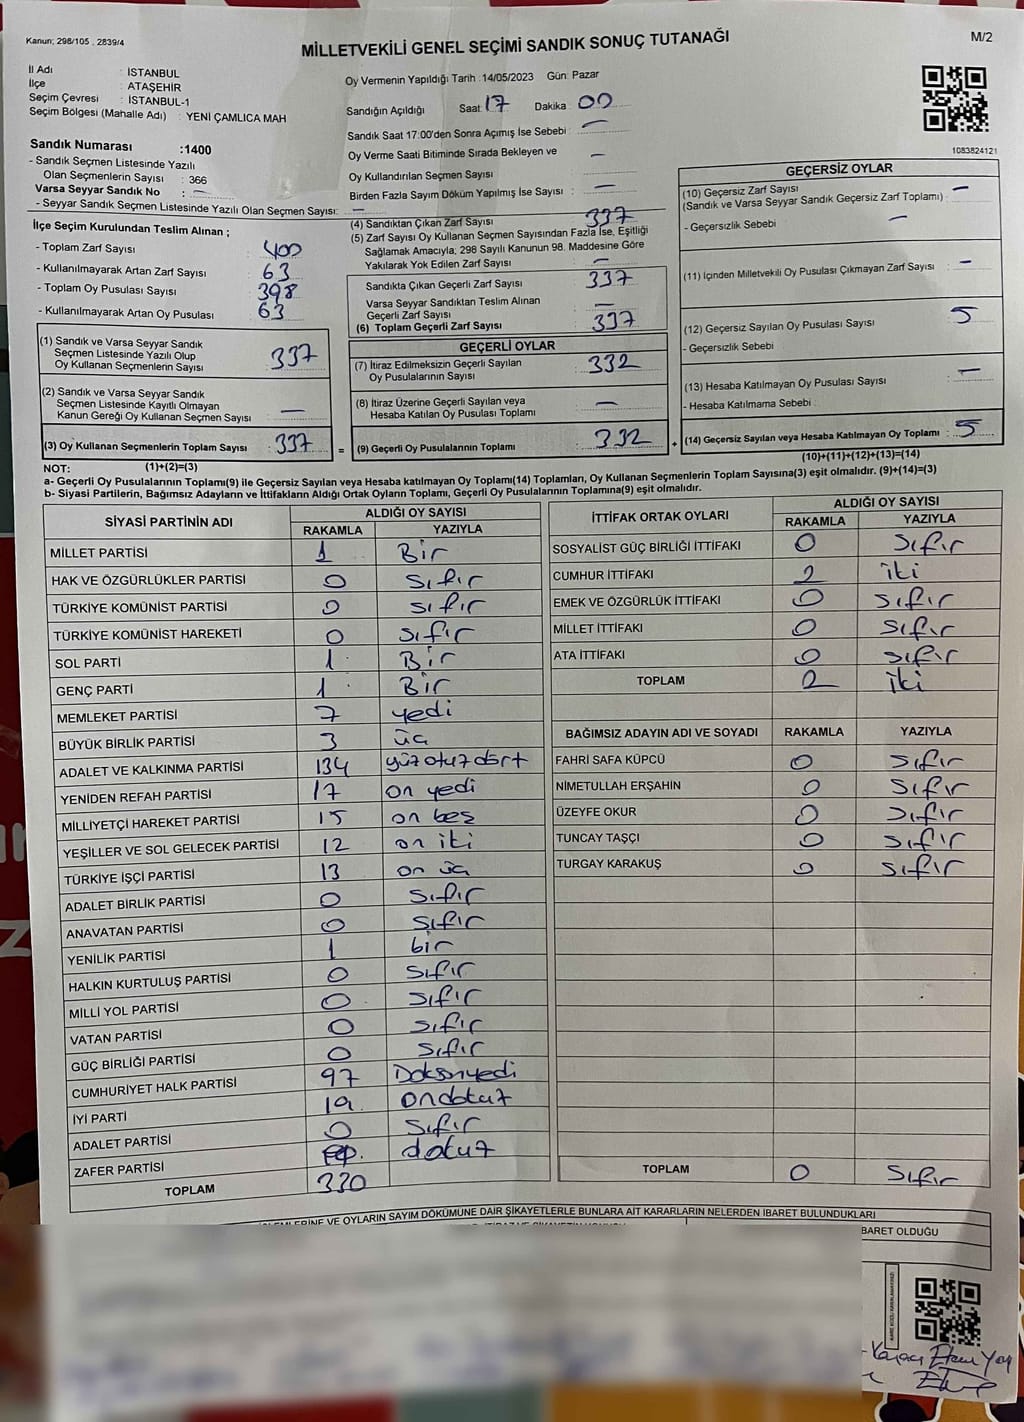 Kanun; 298/105 , 2839/4
MİLLETVEKİLİ GENEL SEÇİMİ SANDIK SONUÇ TUTANAĞI
M/2
İl Adı : İSTANBUL
İlçe : ATAŞEHİR
Seçim Çevresi : İSTANBUL-1
Seçim Bölgesi (Mahalle Adı) : YENİ ÇAMLICA MAH
Oy Vermenin Yapıldığı Tarih : 14/05/2023 Gün : Pazar
Sandığın Açıldığı Saat : 17 Dakika : 00
Sandık Saat 17:00'den Sonra Açımış İse Sebebi : —
Oy Verme Saati Bitiminde Sırada Bekleyen ve
Oy Kullandırılan Seçmen Sayısı : —
Birden Fazla Sayım Döküm Yapılmış İse Sayısı : —
1083824121
Sandık Numarası :1400
- Sandık Seçmen Listesinde Yazılı
Olan Seçmenlerin Sayısı : 366
Varsa Seyyar Sandık No : —
- Seyyar Sandık Seçmen Listesinde Yazılı Olan Seçmen Sayısı: —
İlçe Seçim Kurulundan Teslim Alınan ;
- Toplam Zarf Sayısı : 400
- Kullanılmayarak Artan Zarf Sayısı : 63
- Toplam Oy Pusulası Sayısı : 398
- Kullanılmayarak Artan Oy Pusulası : 63
(4) Sandıktan Çıkan Zarf Sayısı : 337
(5) Zarf Sayısı Oy Kullanan Seçmen Sayısından Fazla İse, Eşitliği
Sağlamak Amacıyla, 298 Sayılı Kanunun 98. Maddesine Göre
Yakılarak Yok Edilen Zarf Sayısı : —
Sandıkta Çıkan Geçerli Zarf Sayısı : 337
Varsa Seyyar Sandıktan Teslim Alınan
Geçerli Zarf Sayısı : —
(6) Toplam Geçerli Zarf Sayısı : 337
GEÇERSİZ OYLAR
(10) Geçersiz Zarf Sayısı : —
(Sandık ve Varsa Seyyar Sandık Geçersiz Zarf Toplamı)
- Geçersizlik Sebebi : —
(11) İçinden Milletvekili Oy Pusulası Çıkmayan Zarf Sayısı : —
(12) Geçersiz Sayılan Oy Pusulası Sayısı : 5
- Geçersizlik Sebebi
(13) Hesaba Katılmayan Oy Pusulası Sayısı : —
- Hesaba Katılmama Sebebi :
(14) Geçersiz Sayılan veya Hesaba Katılmayan Oy Toplamı : 5
(1) Sandık ve Varsa Seyyar Sandık
Seçmen Listesinde Yazılı Olup
Oy Kullanan Seçmenlerin Sayısı : 337
(2) Sandık ve Varsa Seyyar Sandık
Seçmen Listesinde Kayıtlı Olmayan
Kanun Gereği Oy Kullanan Seçmen Sayısı : —
(3) Oy Kullanan Seçmenlerin Toplam Sayısı : 337
GEÇERLİ OYLAR
(7) İtiraz Edilmeksizin Geçerli Sayılan
Oy Pusulalarının Sayısı : 332
(8) İtiraz Üzerine Geçerli Sayılan veya
Hesaba Katılan Oy Pusulası Toplamı : —
= (9) Geçerli Oy Pusulalarının Toplamı : 332 +
NOT: (1)+(2)=(3)
(10)+(11)+(12)+(13)=(14)
a- Geçerli Oy Pusulalarının Toplamı(9) ile Geçersiz Sayılan veya Hesaba katılmayan Oy Toplamı(14) Toplamları, Oy Kullanan Seçmenlerin Toplam Sayısına(3) eşit olmalıdır. (9)+(14)=(3)
b- Siyasi Partilerin, Bağımsız Adayların ve İttifakların Aldığı Ortak Oyların Toplamı, Geçerli Oy Pusulalarının Toplamına(9) eşit olmalıdır.
SİYASİ PARTİNİN ADI ALDIĞI OY SAYISI
RAKAMLA YAZIYLA
MİLLET PARTİSİ 1 Bir
HAK VE ÖZGÜRLÜKLER PARTİSİ 0 Sıfır
TÜRKİYE KOMÜNİST PARTİSİ 0 sıfır
TÜRKİYE KOMÜNİST HAREKETİ 0 sıfır
SOL PARTİ 1 Bir
GENÇ PARTİ 1 Bir
MEMLEKET PARTİSİ 7 yedi
BÜYÜK BİRLİK PARTİSİ 3 üç
ADALET VE KALKINMA PARTİSİ 134 yüzotuzdört
YENİDEN REFAH PARTİSİ 17 on yedi
MİLLİYETÇİ HAREKET PARTİSİ 15 on beş
YEŞİLLER VE SOL GELECEK PARTİSİ 12 on iki
TÜRKİYE İŞÇİ PARTİSİ 13 on üç
ADALET BİRLİK PARTİSİ 0 Sıfır
ANAVATAN PARTİSİ 0 Sıfır
YENİLİK PARTİSİ 1 bir
HALKIN KURTULUŞ PARTİSİ 0 Sıfır
MİLLİ YOL PARTİSİ 0 Sıfır
VATAN PARTİSİ 0 Sıfır
GÜÇ BİRLİĞİ PARTİSİ 0 Sıfır
CUMHURİYET HALK PARTİSİ 97 Doksanyedi
İYİ PARTİ 19 ondokuz
ADALET PARTİSİ 0 Sıfır
ZAFER PARTİSİ dokuz
TOPLAM 330
İTTİFAK ORTAK OYLARI ALDIĞI OY SAYISI
RAKAMLA YAZIYLA
SOSYALİST GÜÇ BİRLİĞİ İTTİFAKI 0 Sıfır
CUMHUR İTTİFAKI 2 iki
EMEK VE ÖZGÜRLÜK İTTİFAKI 0 Sıfır
MİLLET İTTİFAKI 0 Sıfır
ATA İTTİFAKI 0 Sıfır
TOPLAM 2 iki
BAĞIMSIZ ADAYIN ADI VE SOYADI RAKAMLA YAZIYLA
FAHRİ SAFA KÜPCÜ 0 Sıfır
NİMETULLAH ERŞAHİN 0 Sıfır
ÜZEYFE OKUR 0 Sıfır
TUNCAY TAŞÇI 0 Sıfır
TURGAY KARAKUŞ 0 Sıfır
TOPLAM 0 Sıfır
VE OYLARIN SAYIM DÖKÜMÜNE DAİR ŞİKAYETLERLE BUNLARA AİT KARARLARIN NELERDEN İBARET BULUNDUKLARI
BARET OLDUĞU